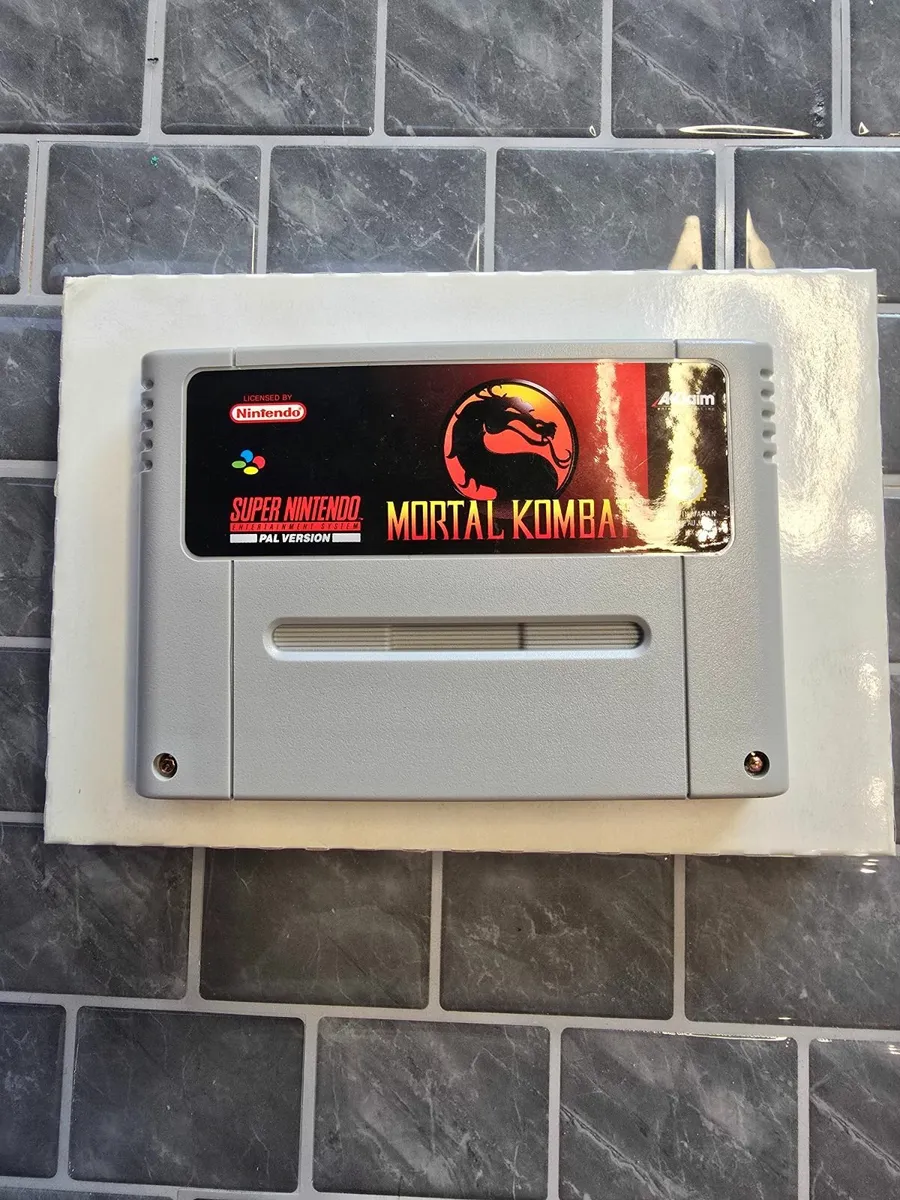 LICENSED BY
Nintendo
SUPER NINTENDO
ENTERTAINMENT SYSTEM
PAL VERSION
MORTAL KOMBAT
Acclaim